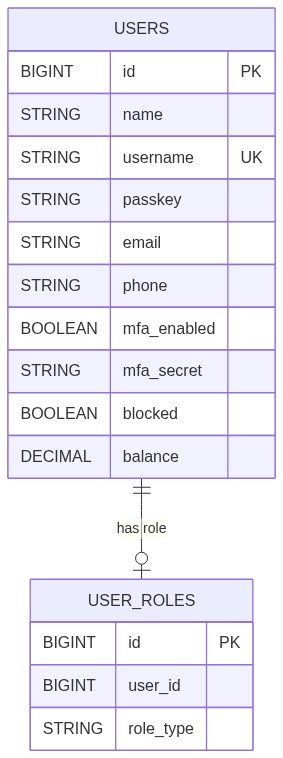 USERS
BIGINT id PK
STRING name
STRING username UK
STRING passkey
STRING email
STRING phone
BOOLEAN mfa_enabled
STRING mfa_secret
BOOLEAN blocked
DECIMAL balance
has role
USER_ROLES
BIGINT id PK
BIGINT user_id
STRING role_type